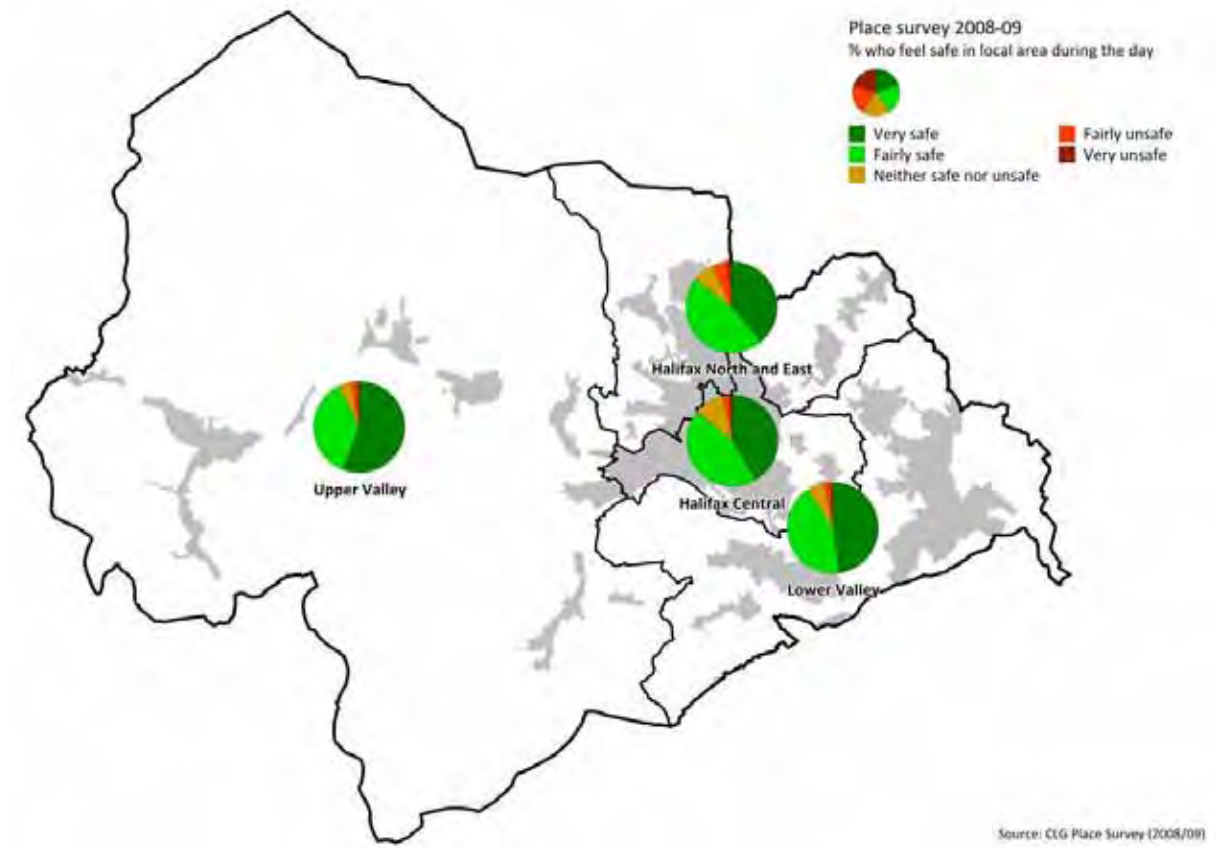 Place survey 2008-09
% who feel safe in local area during the day
Very safe
Fairly unsafe
Fairly safe
Very unsafe
Neither safe nor unsafe
Halifax North and East
Upper Valley
Halifax Central
Lower Valley
Source: CLG Place Survey (2008/09)